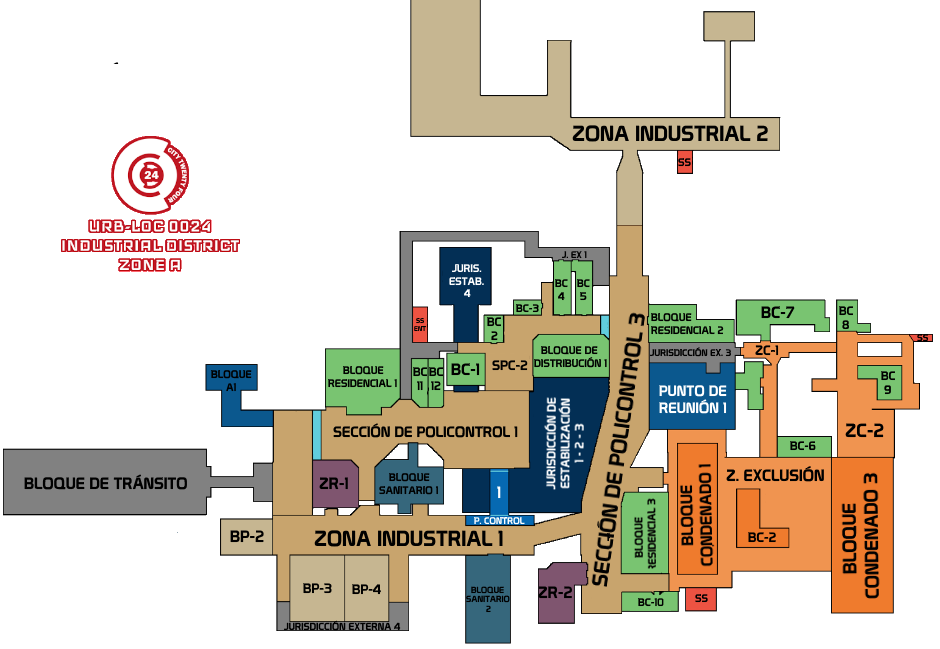 ZONA INDUSTRIAL 2
SS
24
CITY TWENTY FOUR
URB-LOC 0024
INDUSTRIAL DISTRICT
ZONE A
J. EX 1
JURIS.
ESTAB.
4
BC
4
BC
5
BC-3
SS
ENT
BC
2
BLOQUE
RESIDENCIAL 2
BC-7
BC
8
SS
BLOQUE
A1
BLOQUE
RESIDENCIAL 1
BC
11
BC
12
BC-1
SPC-2
BLOQUE DE
DISTRIBUCIÓN 1
JURISDICCIÓN EX. 3
ZC-1
BC
9
PUNTO DE
REUNIÓN 1
SECCIÓN DE POLICONTROL 1
JURISDICCIÓN DE
ESTABILIZACIÓN
1 - 2 - 3
SECCIÓN DE POLICONTROL 3
ZC-2
BC-6
BLOQUE DE TRÁNSITO
ZR-1
BLOQUE
SANITARIO 1
1
P. CONTROL
BLOQUE
CONDENADO 1
Z. EXCLUSIÓN
BLOQUE
CONDENADO 3
BP-2
ZONA INDUSTRIAL 1
BLOQUE
RESIDENCIAL 3
BC-2
BP-3
BP-4
BLOQUE
SANITARIO
2
ZR-2
BC-10
SS
JURISDICCIÓN EXTERNA 4